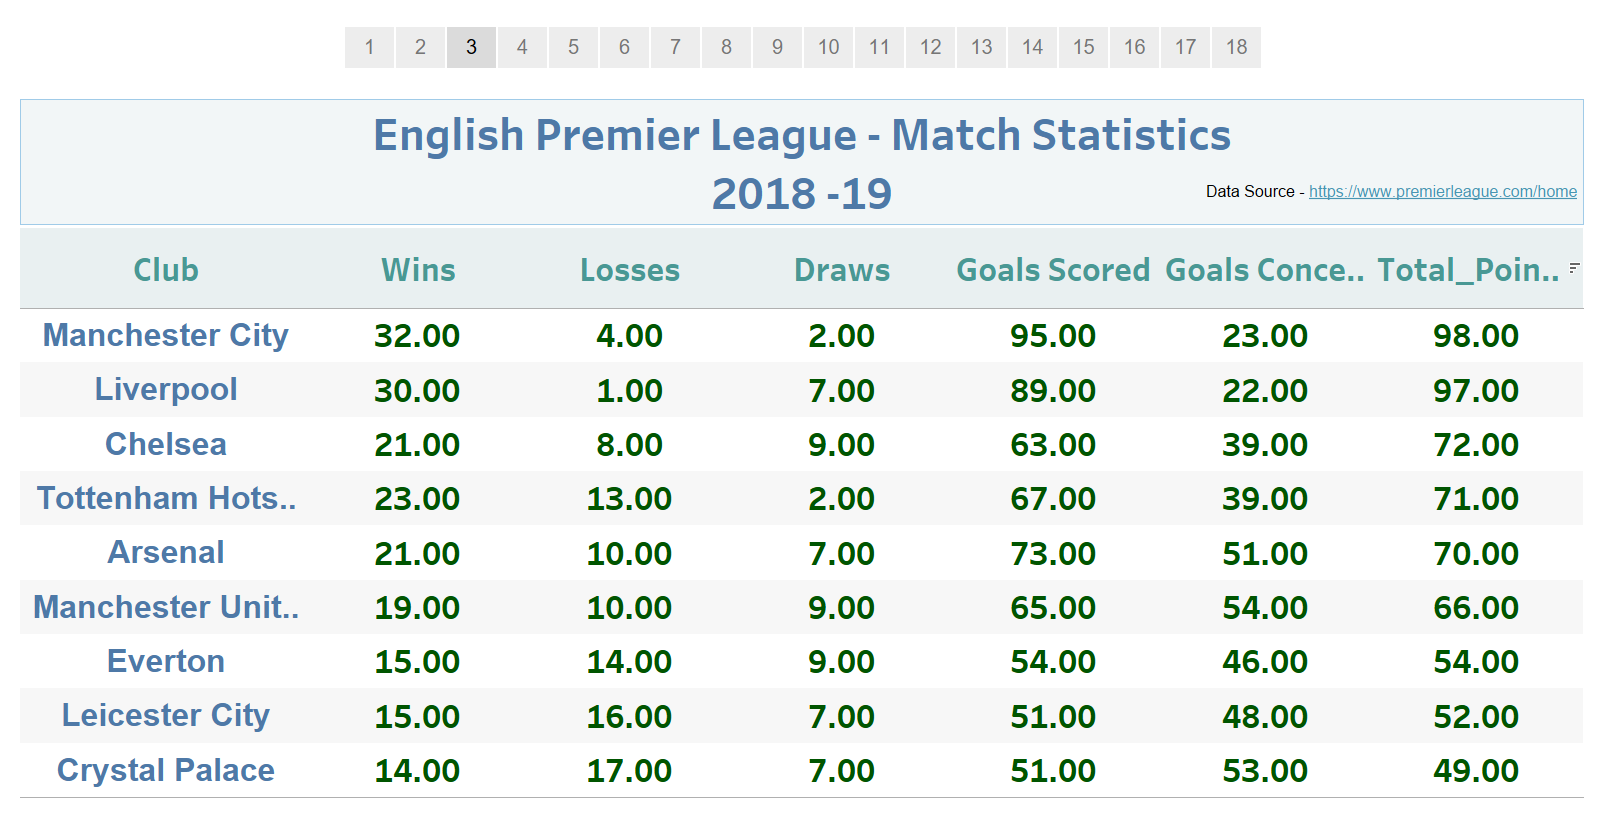 1 2 3 4 5 6 7 8 9 10 11 12 13 14 15 16 17 18
English Premier League - Match Statistics
2018 -19
Data Source - https://www.premierleague.com/home
Club Wins Losses Draws Goals Scored Goals Conce.. Total_Poin..
Manchester City 32.00 4.00 2.00 95.00 23.00 98.00
Liverpool 30.00 1.00 7.00 89.00 22.00 97.00
Chelsea 21.00 8.00 9.00 63.00 39.00 72.00
Tottenham Hots.. 23.00 13.00 2.00 67.00 39.00 71.00
Arsenal 21.00 10.00 7.00 73.00 51.00 70.00
Manchester Unit.. 19.00 10.00 9.00 65.00 54.00 66.00
Everton 15.00 14.00 9.00 54.00 46.00 54.00
Leicester City 15.00 16.00 7.00 51.00 48.00 52.00
Crystal Palace 14.00 17.00 7.00 51.00 53.00 49.00